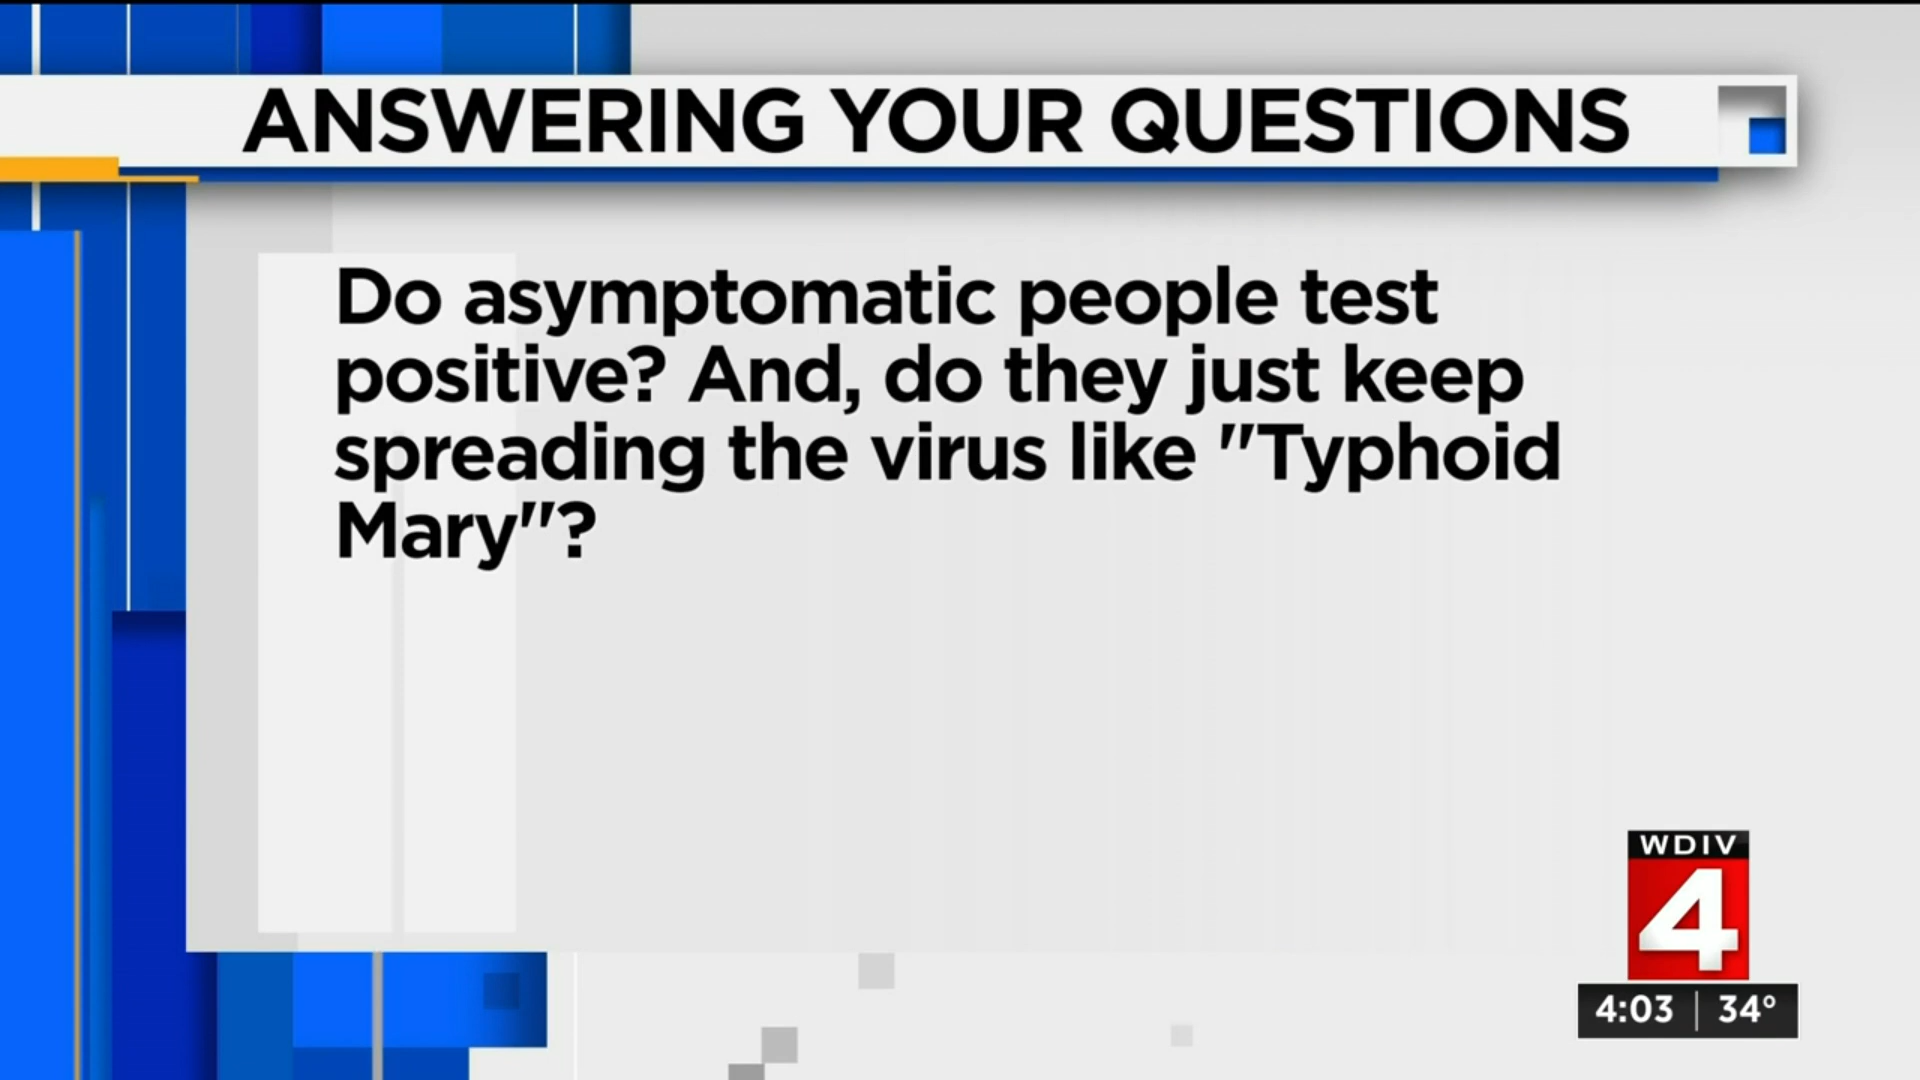 ANSWERING YOUR QUESTIONS
Do asymptomatic people test
positive? And, do they just keep
spreading the virus like "Typhoid
Mary"?
WDIV
4
4:03 34°